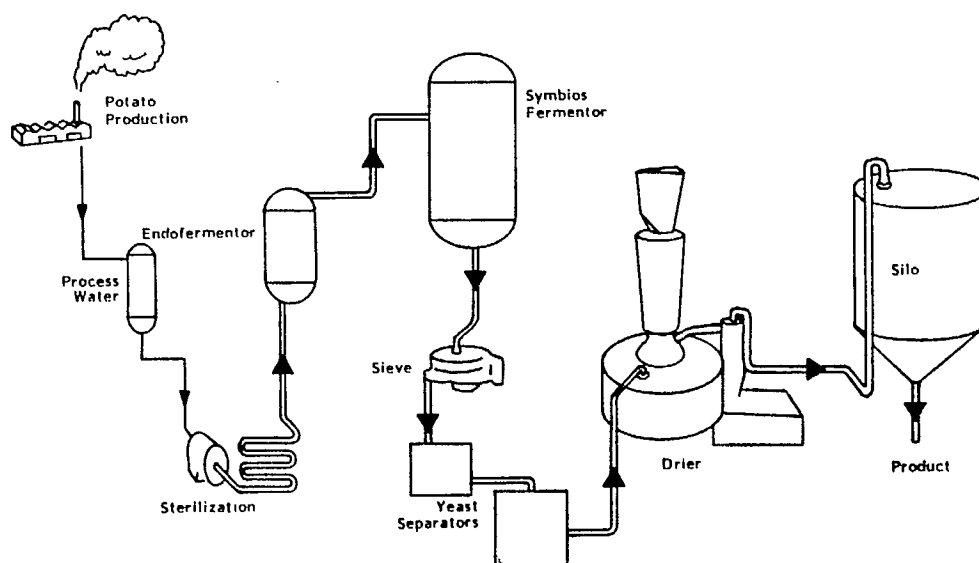 Potato
Production
Process
Water
Sterilization
Endofermentor
Symbios
Fermentor
Sieve
Yeast
Separators
Drier
Silo
Product